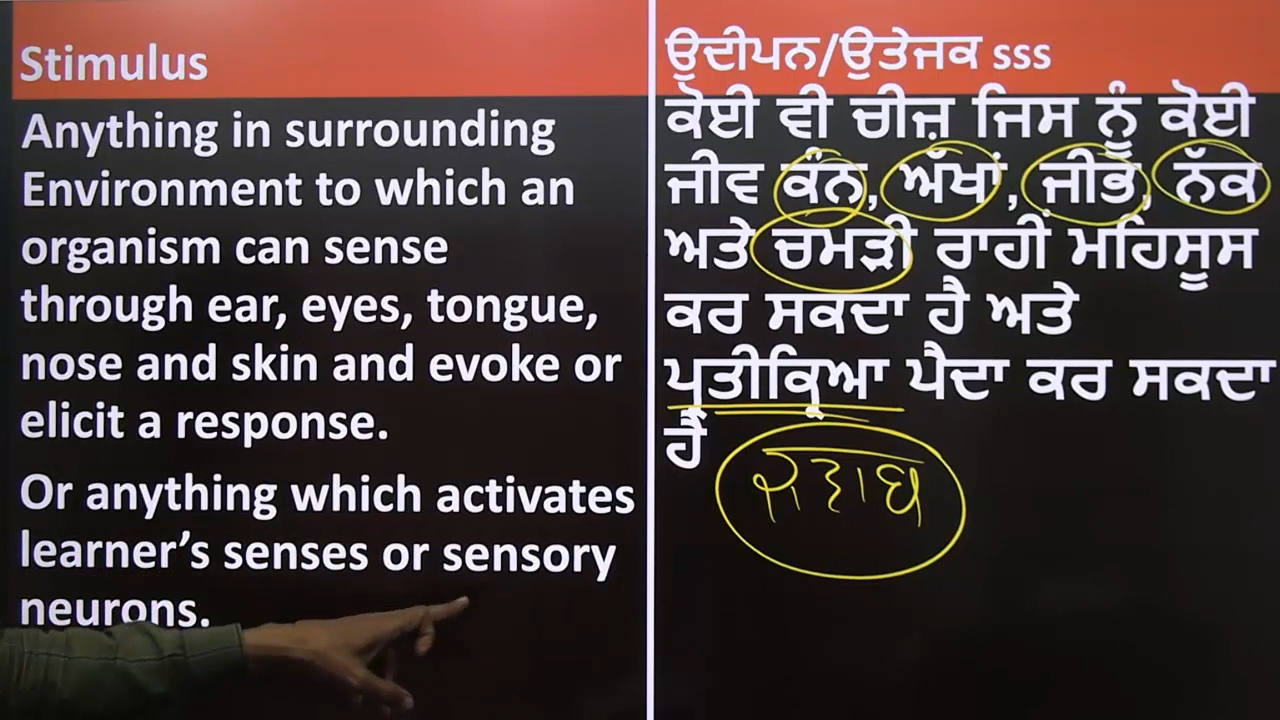 Stimulus
Anything in surrounding
Environment to which an
organism can sense
through ear, eyes, tongue,
nose and skin and evoke or
elicit a response.
Or anything which activates
learner’s senses or sensory
neurons.
ਉਦੀਪਨ/ਉਤੇਜਕ sss
ਕੋਈ ਵੀ ਚੀਜ਼ ਜਿਸ ਨੂੰ ਕੋਈ
ਜੀਵ ਕੰਨ, ਅੱਖਾਂ, ਜੀਭ, ਨੱਕ
ਅਤੇ ਚਮੜੀ ਰਾਹੀਂ ਮਹਿਸੂਸ
ਕਰ ਸਕਦਾ ਹੈ ਅਤੇ
ਪ੍ਰਤੀਕ੍ਰਿਆ ਪੈਦਾ ਕਰ ਸਕਦਾ
ਹੈ